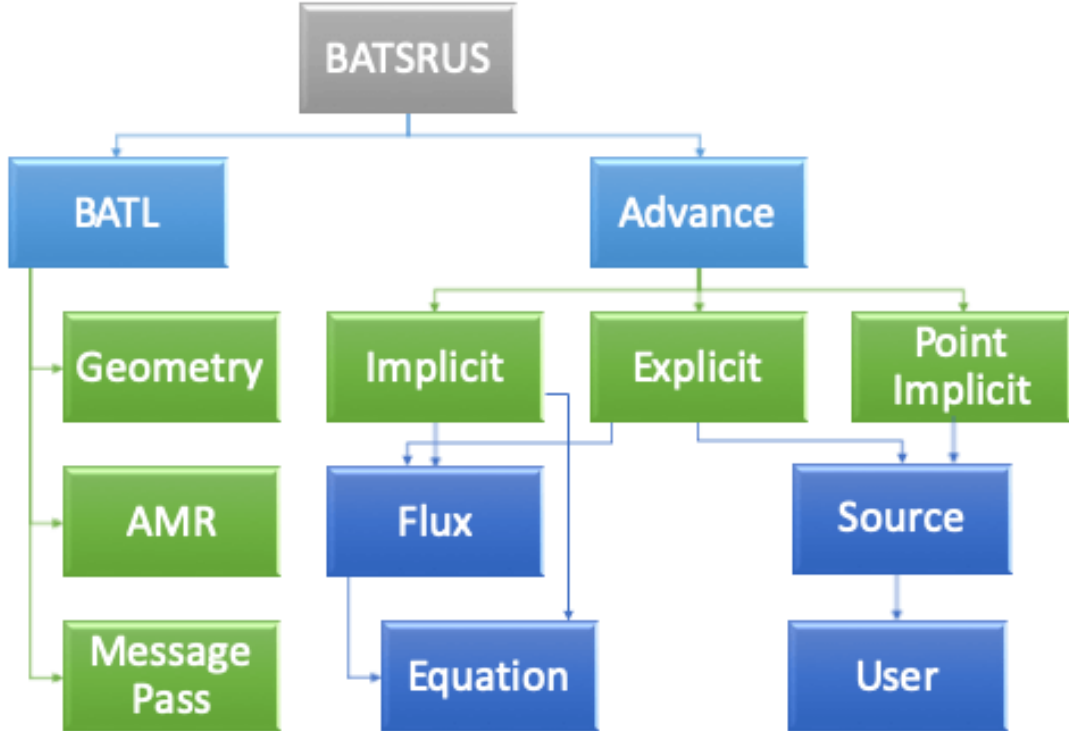 BATSRUS
BATL
Advance
Geometry
Implicit
Explicit
Point
Implicit
AMR
Flux
Source
Message
Pass
Equation
User